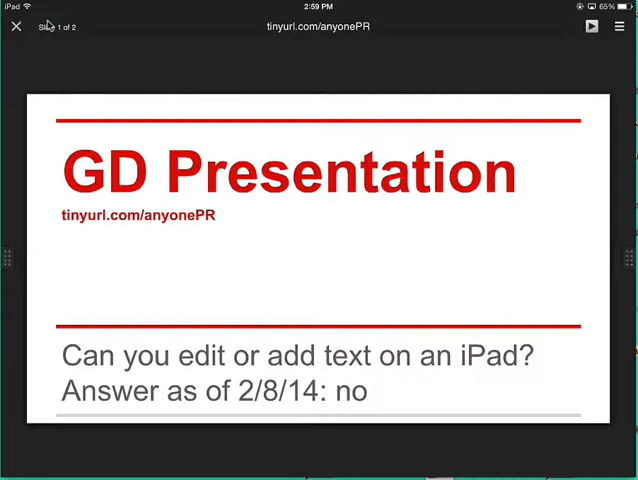 iPad 2:59 PM 65%
Slide 1 of 2 tinyurl.com/anyonePR
GD Presentation
tinyurl.com/anyonePR
Can you edit or add text on an iPad?
Answer as of 2/8/14: no